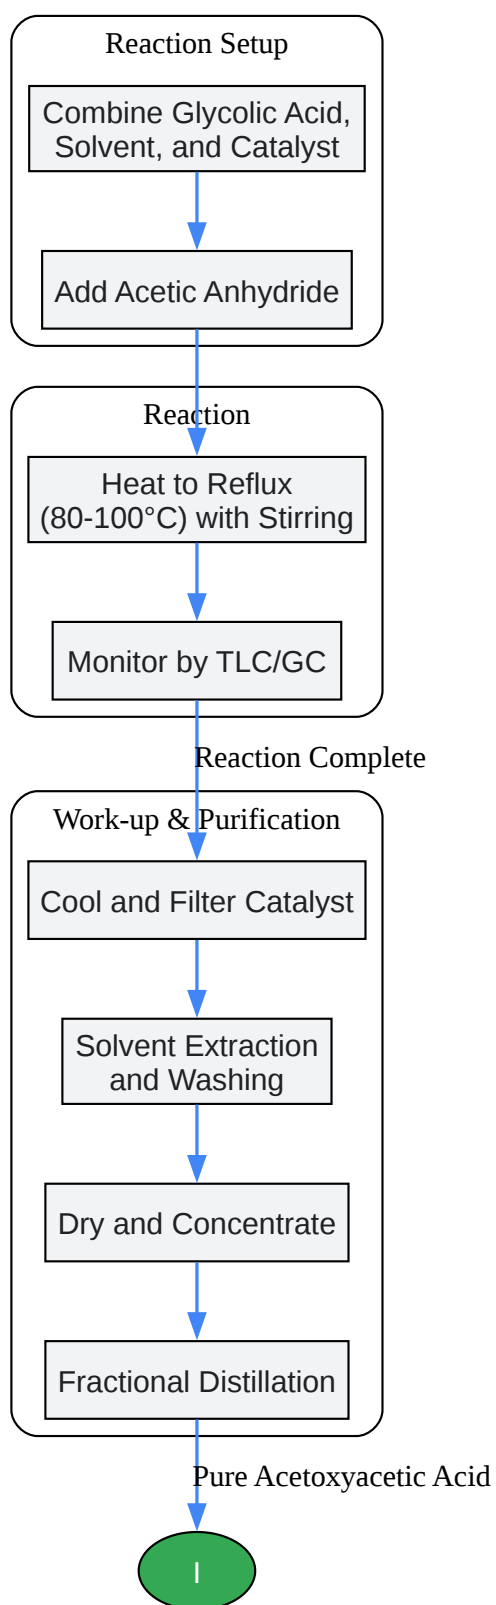 Reaction Setup
Combine Glycolic Acid,
Solvent, and Catalyst
Add Acetic Anhydride
Reaction
Heat to Reflux
(80-100°C) with Stirring
Monitor by TLC/GC
Reaction Complete
Work-up & Purification
Cool and Filter Catalyst
Solvent Extraction
and Washing
Dry and Concentrate
Fractional Distillation
Pure Acetoxyacetic Acid
I